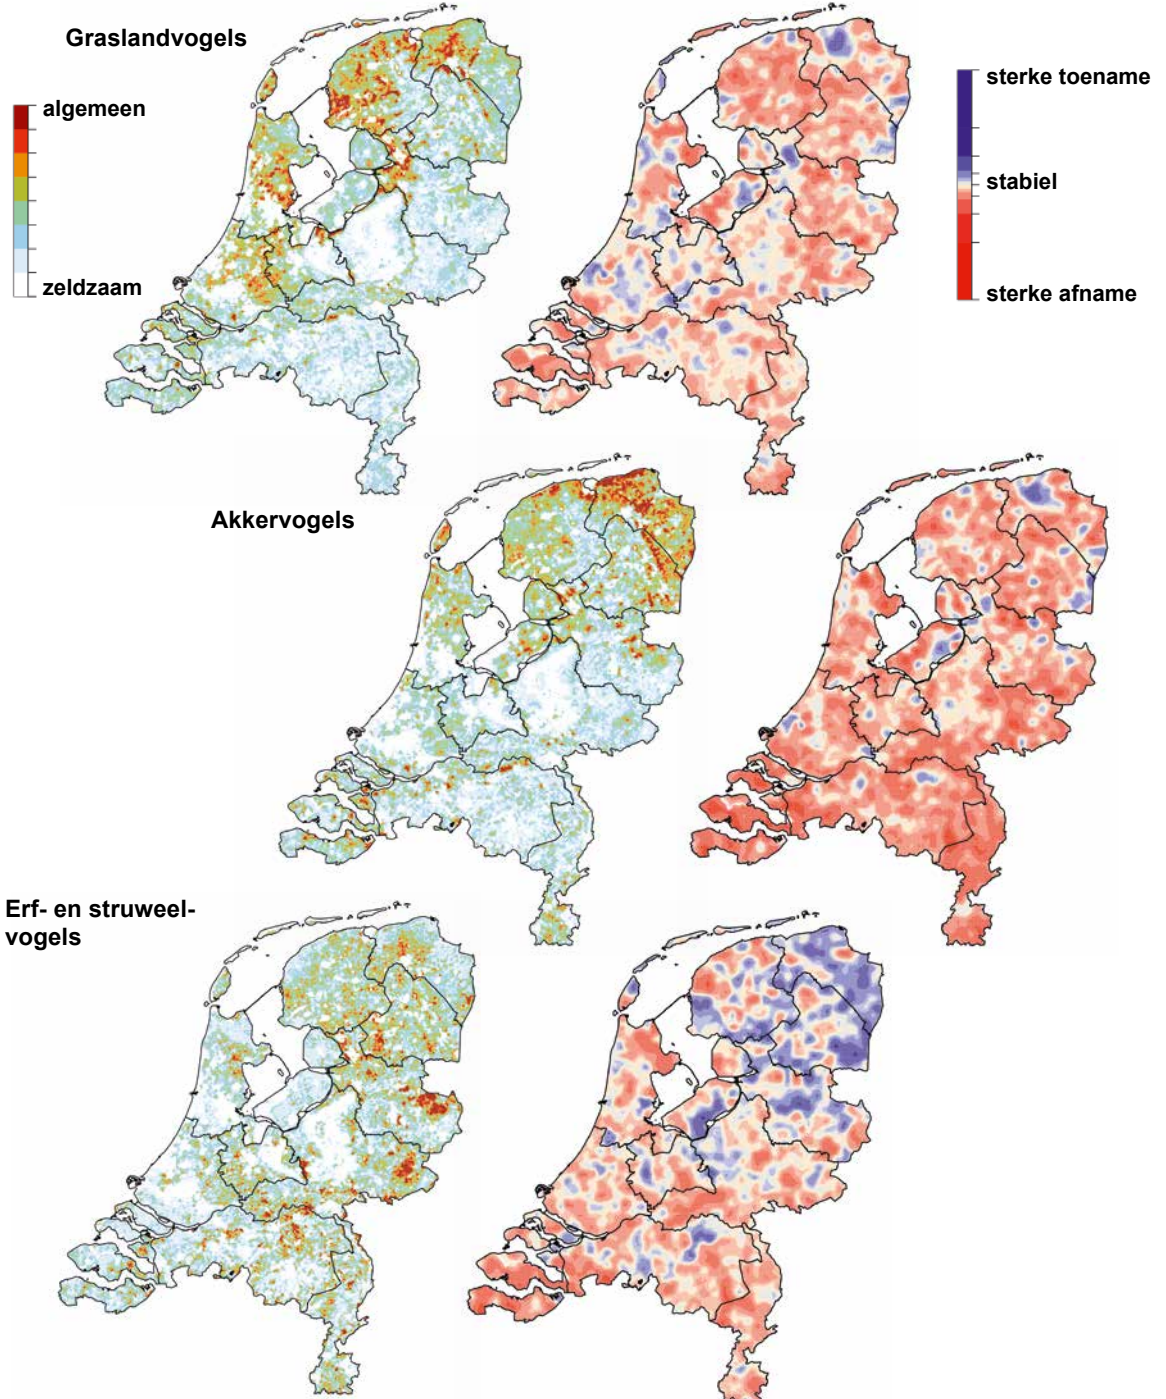 Graslandvogels
algemeen
zeldzaam
sterke toename
stabiel
sterke afname
Akkervogels
Erf- en struweel-
vogels